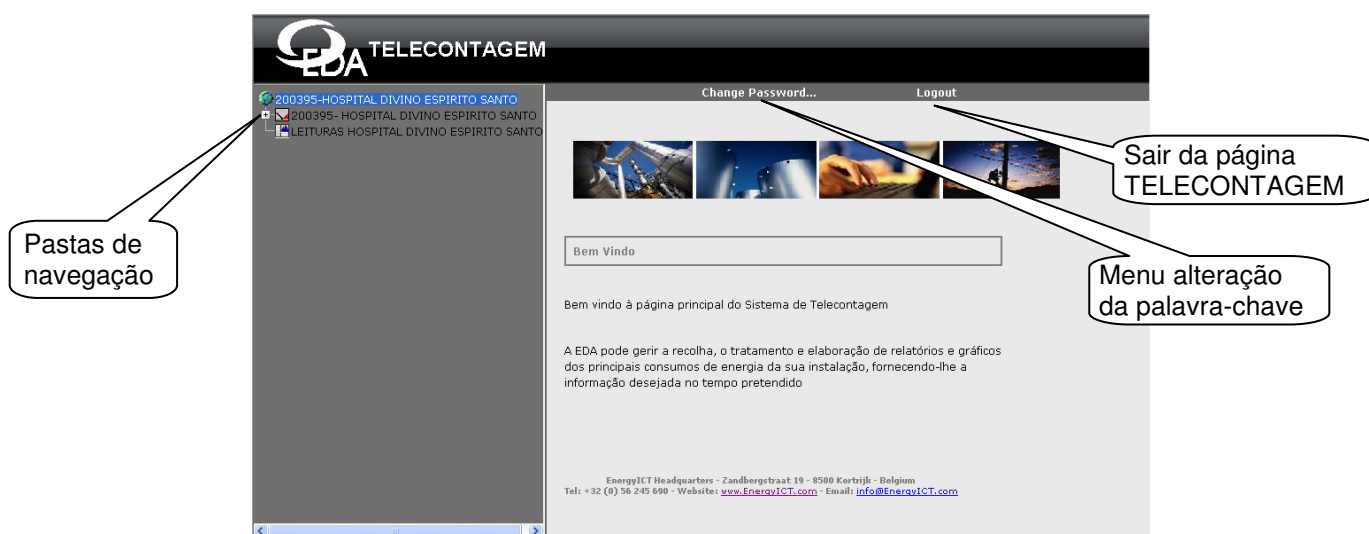 EDA TELECONTAGEM
Change Password... Logout
200395-HOSPITAL DIVINO ESPIRITO SANTO
200395- HOSPITAL DIVINO ESPIRITO SANTO
LEITURAS HOSPITAL DIVINO ESPIRITO SANTO
Pastas de
navegação
Sair da página
TELECONTAGEM
Menu alteração
da palavra-chave
Bem Vindo
Bem vindo à página principal do Sistema de Telecontagem
A EDA pode gerir a recolha, o tratamento e elaboração de relatórios e gráficos
dos principais consumos de energia da sua instalação, fornecendo-lhe a
informação desejada no tempo pretendido
EnergyICT Headquarters - Zandbergstraat 19 - 8500 Kortrijk - Belgium
Tel: +32 (0) 56 245 690 - Website: www.EnergyICT.com - Email: info@EnergyICT.com